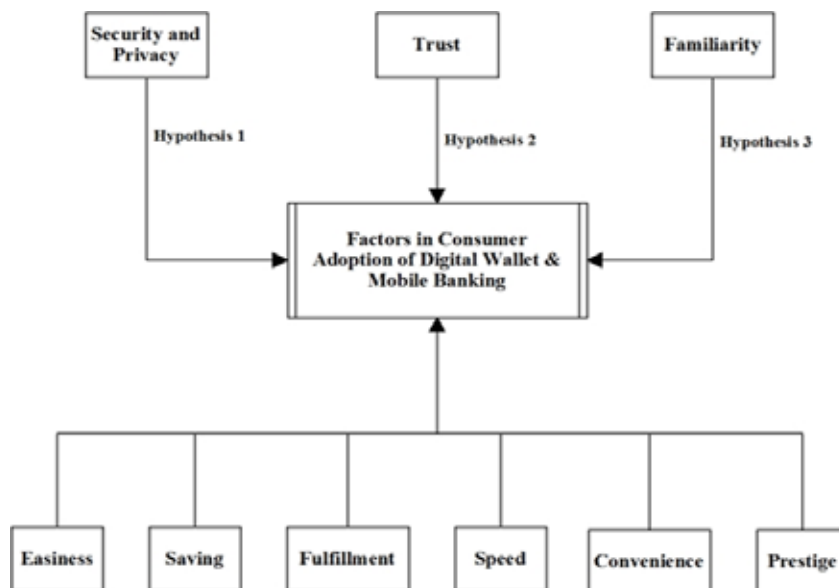 Security and
Privacy
Trust
Familiarity
Hypothesis 1
Hypothesis 2
Hypothesis 3
Factors in Consumer
Adoption of Digital Wallet &
Mobile Banking
Easiness
Saving
Fulfillment
Speed
Convenience
Prestige